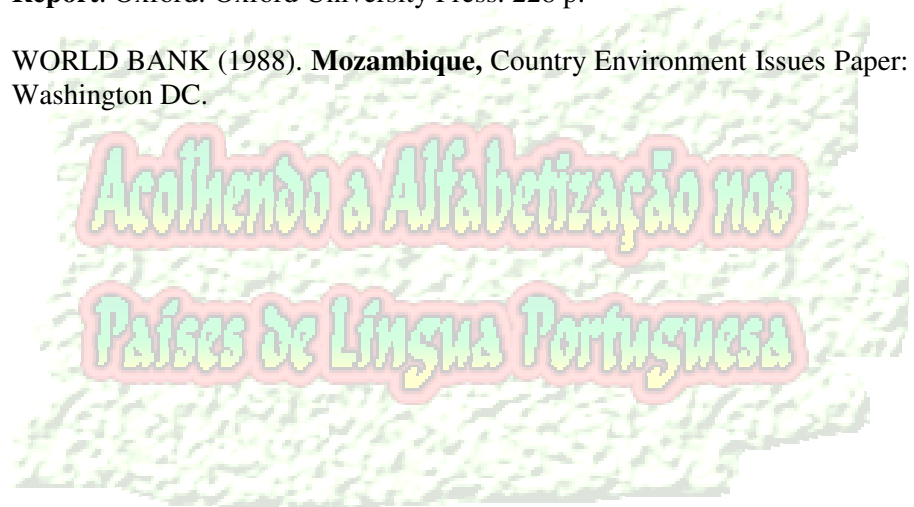 Report. Oxford: Oxford University Press. 228 p.
WORLD BANK (1988). Mozambique, Country Environment Issues Paper:
Washington DC.
Acolhendo a Alfabetização nos
Países de Língua Portuguesa